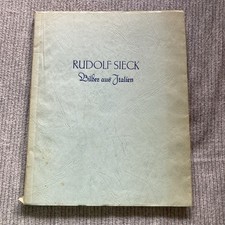 RUDOLF SIECK
Bilder aus Italien